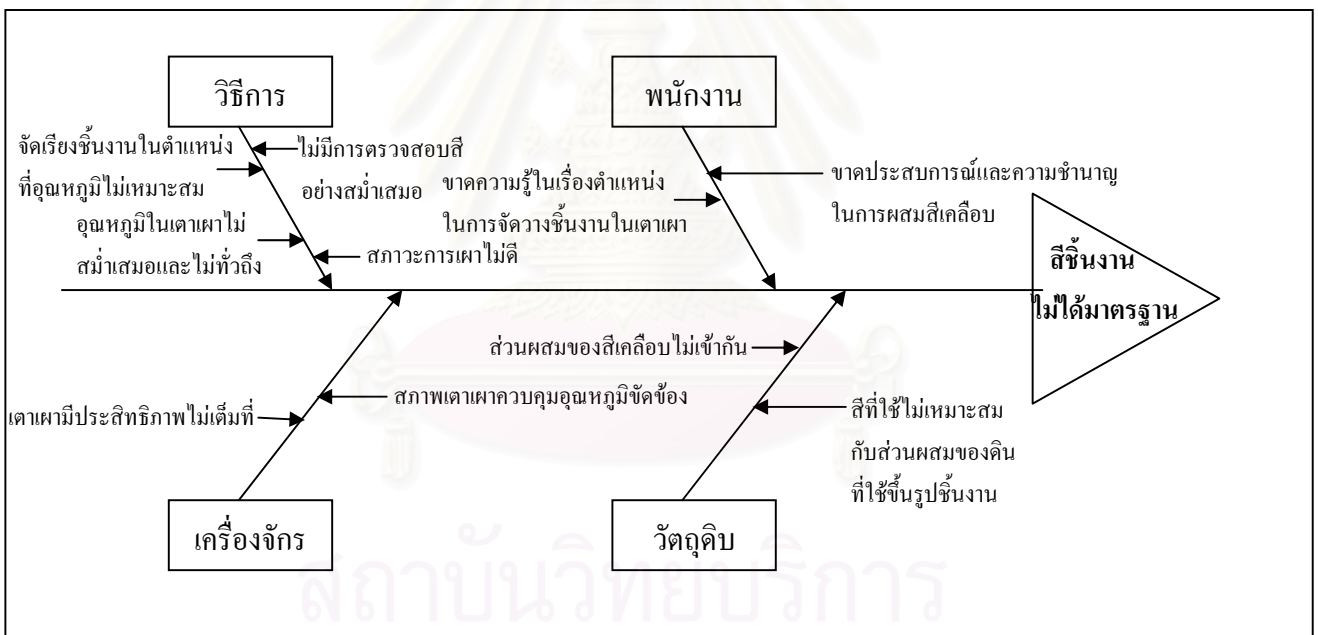 วิธีการ
พนักงาน
จัดเรียงชิ้นงานในตำแหน่ง
ที่อุณหภูมิไม่เหมาะสม
ไม่มีการตรวจสอบสี
อย่างสม่ำเสมอ
อุณหภูมิในเตาเผาไม่
สม่ำเสมอและไม่ทั่วถึง
สภาวะการเผาไม่ดี
ขาดความรู้ในเรื่องตำแหน่ง
ในการจัดวางชิ้นงานในเตาเผา
ขาดประสบการณ์และความชำนาญ
ในการผสมสีเคลือบ
สีชิ้นงาน
ไม่ได้มาตรฐาน
ส่วนผสมของสีเคลือบไม่เข้ากัน
สภาพเตาเผาควบคุมอุณหภูมิขัดข้อง
เตาเผามีประสิทธิภาพไม่เต็มที่
สีที่ใช้ไม่เหมาะสม
กับส่วนผสมของดิน
ที่ใช้ขึ้นรูปชิ้นงาน
เครื่องจักร
วัตถุดิบ
สถาบันวิทยบริการ